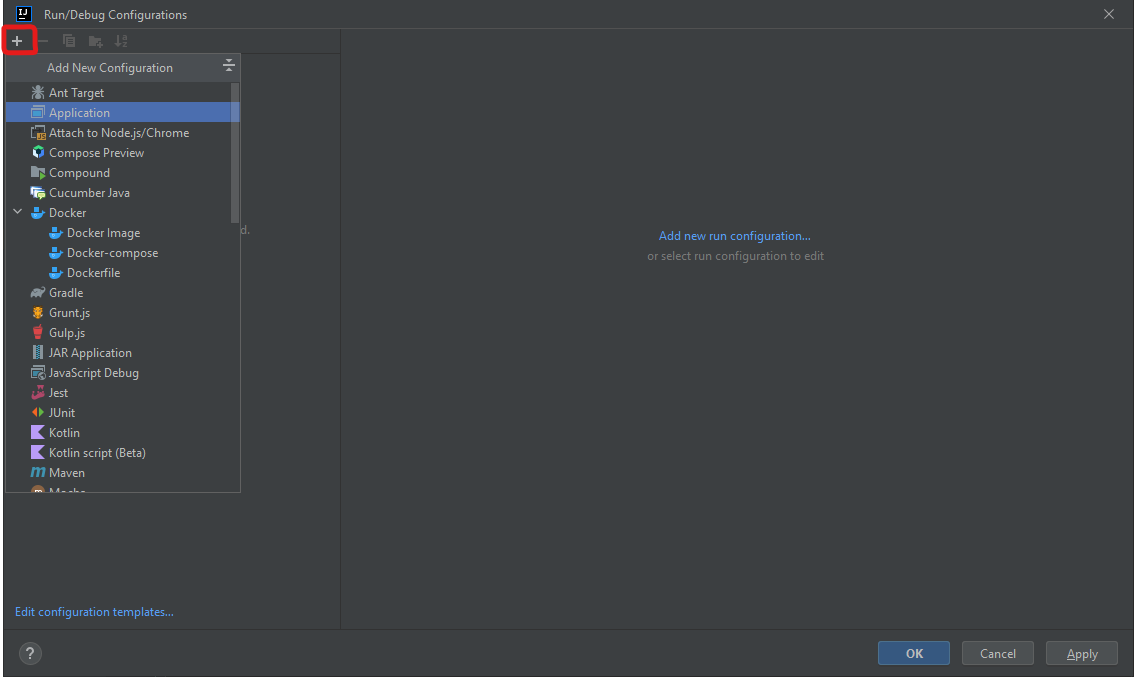 Run/Debug Configurations
Add New Configuration
Ant Target
Application
Attach to Node.js/Chrome
Compose Preview
Compound
Cucumber Java
Docker
d.
Docker Image
Docker-compose
Dockerfile
Gradle
Grunt.js
Gulp.js
JAR Application
JavaScript Debug
Jest
JUnit
Kotlin
Kotlin script (Beta)
Maven
Add new run configuration...
or select run configuration to edit
Edit configuration templates...
?
OK
Cancel
Apply